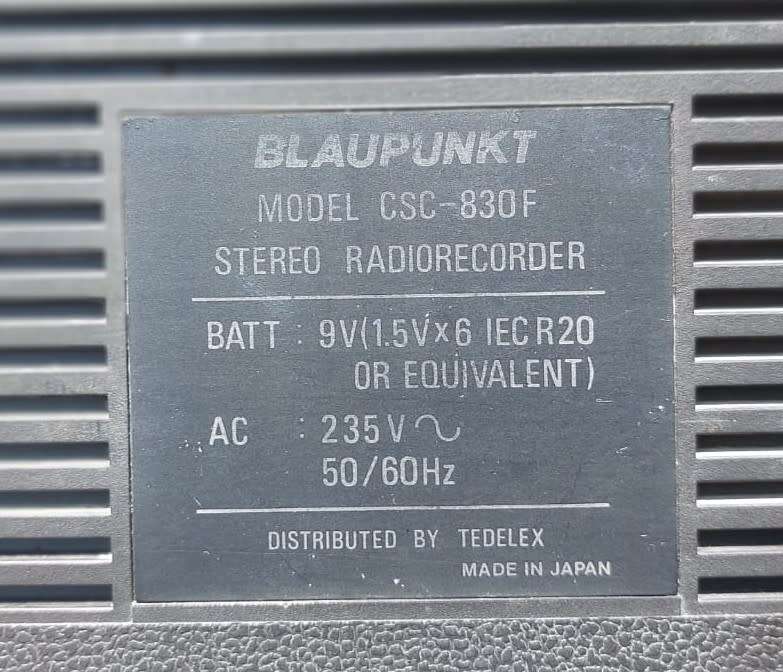 BLAUPUNKT
MODEL CSC-830F
STEREO RADIORECORDER
BATT : 9V(1.5V×6 IEC R20
OR EQUIVALENT)
AC : 235V ~
50/60Hz
DISTRIBUTED BY TEDELEX
MADE IN JAPAN